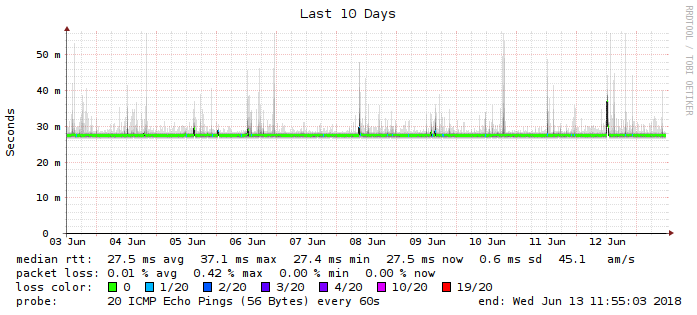 Last 10 Days
RRDTOOL / TOBI OETIKER
Seconds
50 m
40 m
30 m
20 m
10 m
0
03 Jun 04 Jun 05 Jun 06 Jun 07 Jun 08 Jun 09 Jun 10 Jun 11 Jun 12 Jun
median rtt: 27.5 ms avg 37.1 ms max 27.4 ms min 27.5 ms now 0.6 ms sd 45.1 am/s
packet loss: 0.01 % avg 0.42 % max 0.00 % min 0.00 % now
loss color: 0 1/20 2/20 3/20 4/20 10/20 19/20
probe: 20 ICMP Echo Pings (56 Bytes) every 60s end: Wed Jun 13 11:55:03 2018